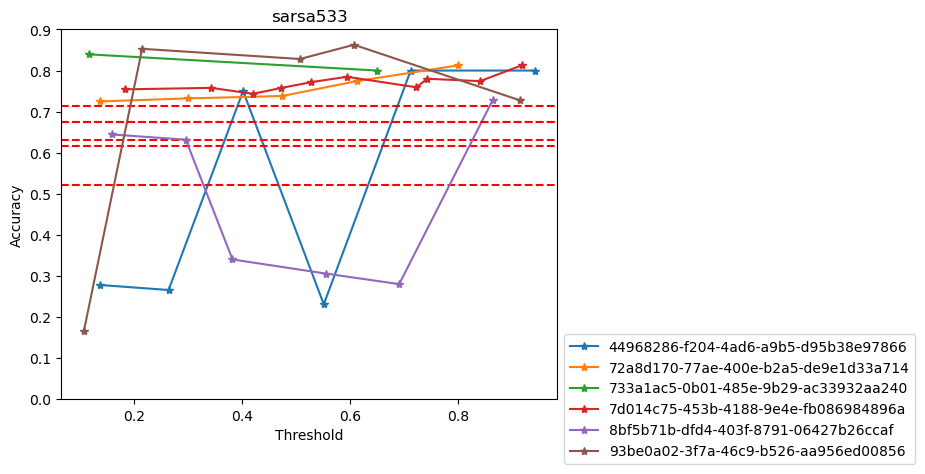 sarsa533
Accuracy
0.9
0.8
0.7
0.6
0.5
0.4
0.3
0.2
0.1
0.0
0.2 0.4 0.6 0.8
Threshold
44968286-f204-4ad6-a9b5-d95b38e97866
72a8d170-77ae-400e-b2a5-de9e1d33a714
733a1ac5-0b01-485e-9b29-ac33932aa240
7d014c75-453b-4188-9e4e-fb086984896a
8bf5b71b-dfd4-403f-8791-06427b26ccaf
93be0a02-3f7a-46c9-b526-aa956ed00856